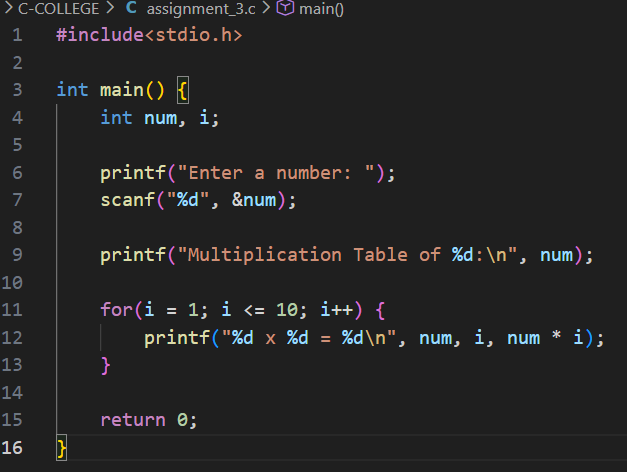 C-COLLEGE > C assignment_3.c > main()
1 #include<stdio.h>
2
3 int main() {
4     int num, i;
5
6     printf("Enter a number: ");
7     scanf("%d", &num);
8
9     printf("Multiplication Table of %d:\n", num);
10
11     for(i = 1; i <= 10; i++) {
12         printf("%d x %d = %d\n", num, i, num * i);
13     }
14
15     return 0;
16 }